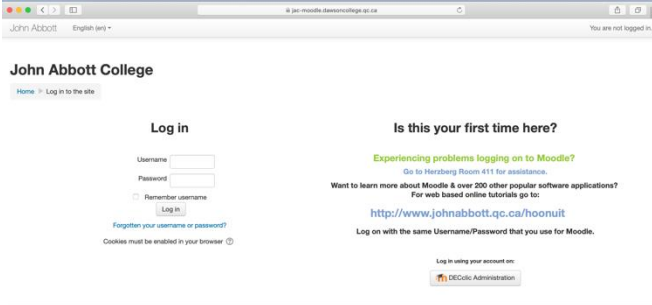 jac-moodle.dawsoncollege.qc.ca
John Abbott English (en)
You are not logged in.
John Abbott College
Home Log in to the site
Log in
Username
Password
Remember username
Log in
Forgotten your username or password?
Cookies must be enabled in your browser
Is this your first time here?
Experiencing problems logging on to Moodle?
Go to Herzberg Room 411 for assistance.
Want to learn more about Moodle & over 200 other popular software applications?
For web based online tutorials go to:
http://www.johnabbott.qc.ca/hoonuit
Log on with the same Username/Password that you use for Moodle.
Log in using your account on:
DECclic Administration